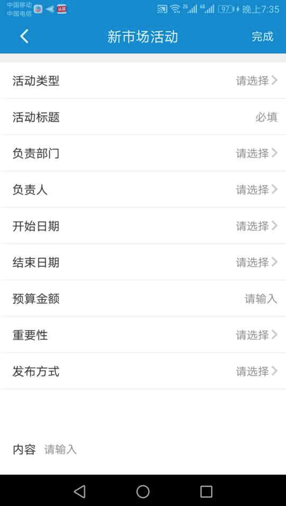 中国移动
中国电信
97
晚上7:35
新市场活动
完成
活动类型 请选择
活动标题 必填
负责部门 请选择
负责人 请选择
开始日期 请选择
结束日期 请选择
预算金额 请输入
重要性 请选择
发布方式 请选择
内容 请输入